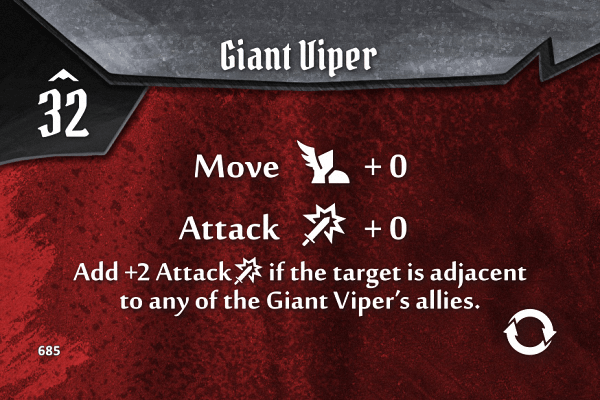 Giant Viper
32
Move + 0
Attack + 0
Add +2 Attack if the target is adjacent
to any of the Giant Viper's allies.
685